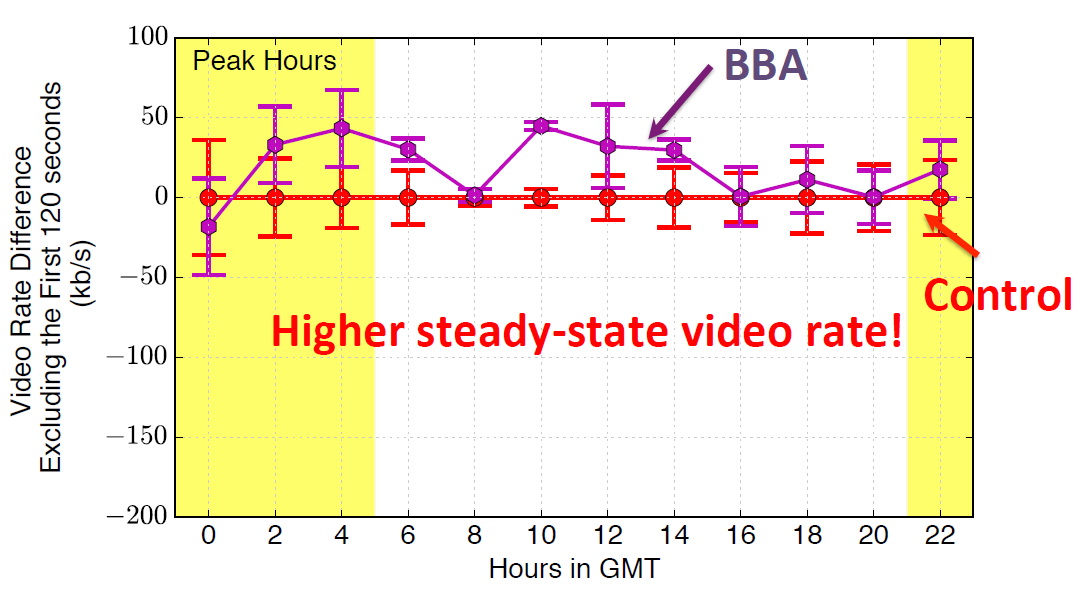 Video Rate Difference
Excluding the First 120 seconds
(kb/s)
100
50
0
−50
−100
−150
−200
Peak Hours
BBA
Control
Higher steady-state video rate!
0 2 4 6 8 10 12 14 16 18 20 22
Hours in GMT